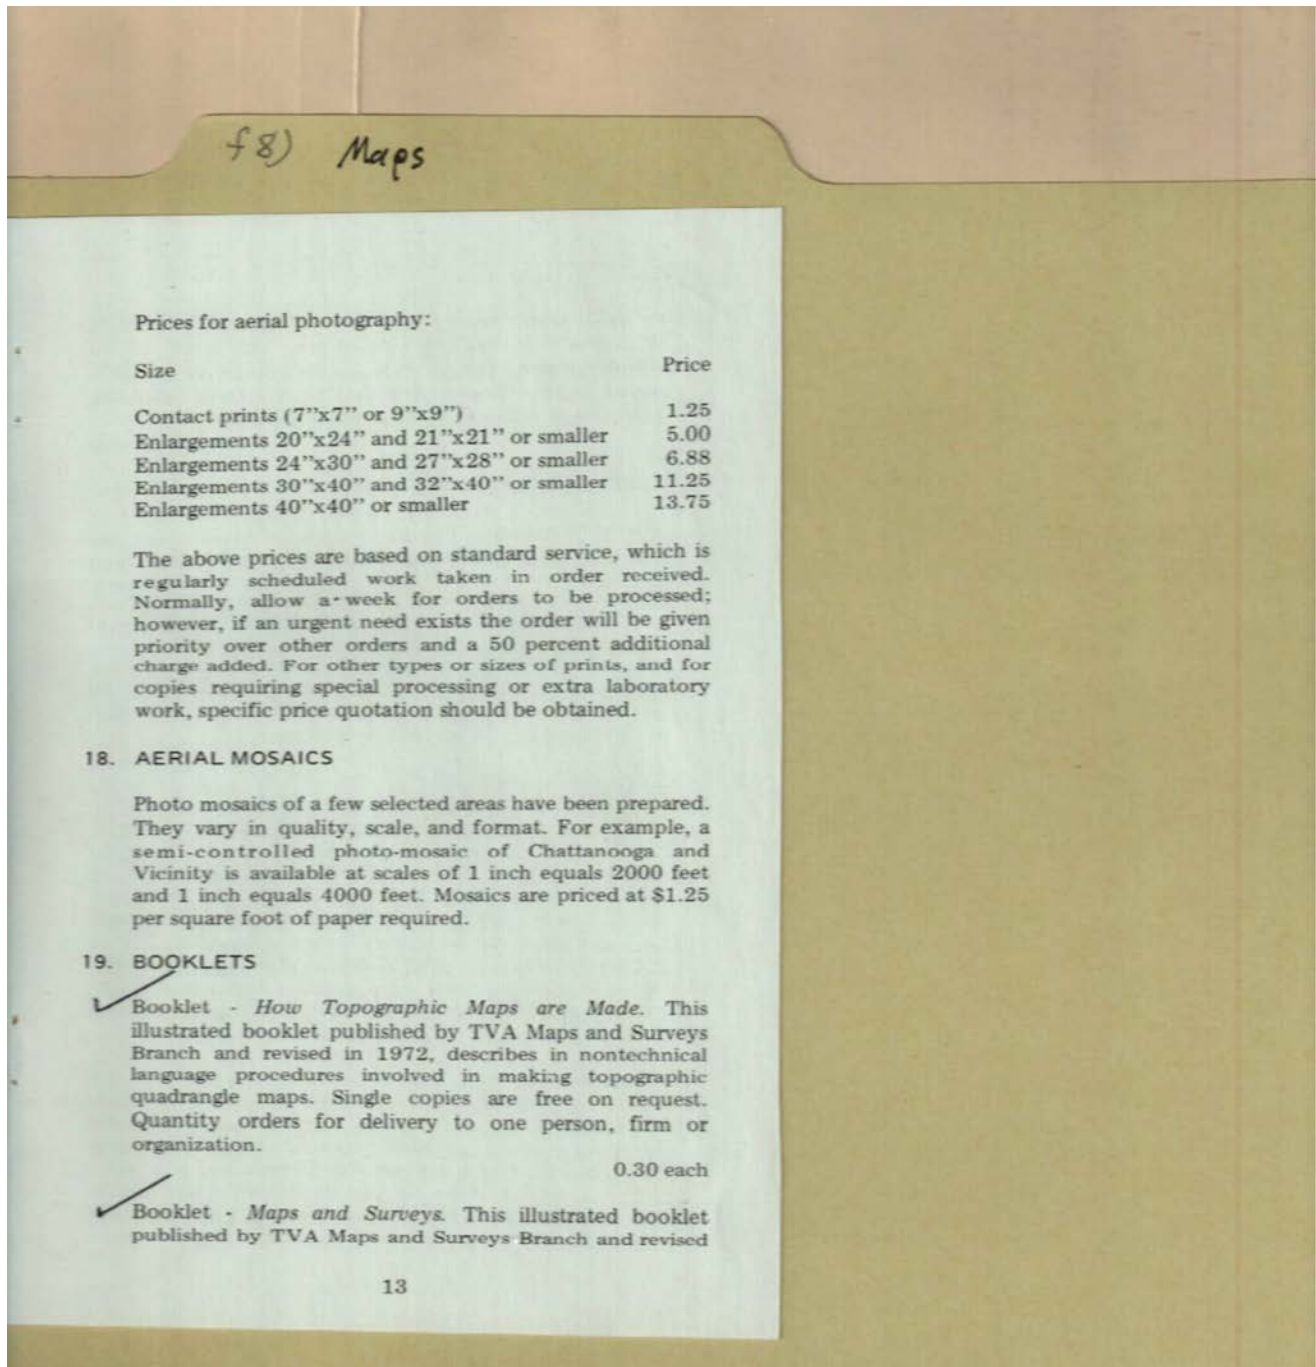 f8) Maps
Prices for aerial photography:
Size Price
Contact prints (7"x7" or 9"x9") 1.25
Enlargements 20"x24" and 21"x21" or smaller 5.00
Enlargements 24"x30" and 27"x28" or smaller 6.88
Enlargements 30"x40" and 32"x40" or smaller 11.25
Enlargements 40"x40" or smaller 13.75
The above prices are based on standard service, which is
regularly scheduled work taken in order received.
Normally, allow a week for orders to be processed;
however, if an urgent need exists the order will be given
priority over other orders and a 50 percent additional
charge added. For other types or sizes of prints, and for
copies requiring special processing or extra laboratory
work, specific price quotation should be obtained.
18. AERIAL MOSAICS
Photo mosaics of a few selected areas have been prepared.
They vary in quality, scale, and format. For example, a
semi-controlled photo-mosaic of Chattanooga and
Vicinity is available at scales of 1 inch equals 2000 feet
and 1 inch equals 4000 feet. Mosaics are priced at $1.25
per square foot of paper required.
19. BOOKLETS
Booklet - How Topographic Maps are Made. This
illustrated booklet published by TVA Maps and Surveys
Branch and revised in 1972, describes in nontechnical
language procedures involved in making topographic
quadrangle maps. Single copies are free on request.
Quantity orders for delivery to one person, firm or
organization.
0.30 each
Booklet - Maps and Surveys. This illustrated booklet
published by TVA Maps and Surveys Branch and revised
13